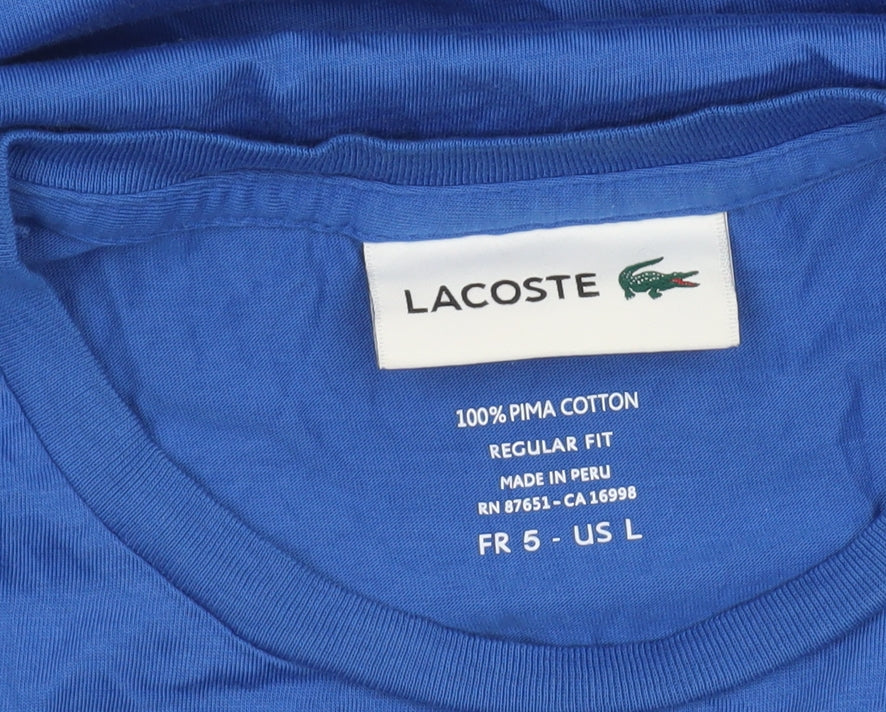 LACOSTE
100% PIMA COTTON
REGULAR FIT
MADE IN PERU
RN 87651 - CA 16998
FR 5 - US L